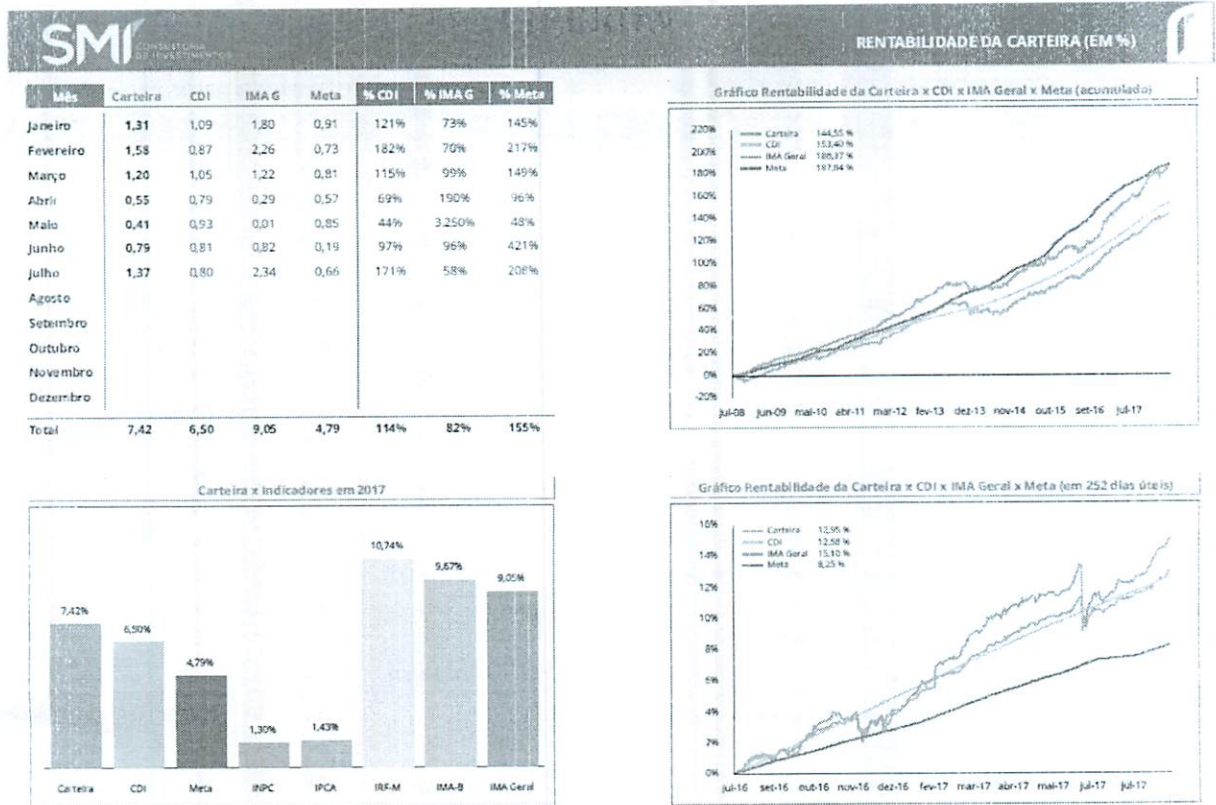 SMI CONSULTORIA DE INVESTIMENTOS
RENTABILIDADE DA CARTEIRA (EM %)
Mês Carteira CDI IMA G Meta % CDI % IMA G % Meta
Janeiro 1,31 1,09 1,80 0,91 121% 73% 145%
Fevereiro 1,58 0,87 2,26 0,73 182% 70% 217%
Março 1,20 1,05 1,22 0,81 115% 99% 149%
Abril 0,55 0,79 0,29 0,57 69% 190% 96%
Maio 0,41 0,93 0,01 0,85 44% 3.250% 48%
Junho 0,79 0,81 0,82 0,19 97% 96% 421%
Julho 1,37 0,80 2,34 0,66 171% 58% 208%
Agosto
Setembro
Outubro
Novembro
Dezembro
Total 7,42 6,50 9,05 4,79 114% 82% 155%
Gráfico Rentabilidade da Carteira x CDI x IMA Geral x Meta (acumulado)
Carteira 144,55 %
CDI 153,40 %
IMA Geral 188,37 %
Meta 187,84 %
220%
200%
180%
160%
140%
120%
100%
80%
60%
40%
20%
0%
-20%
jul-08 jun-09 mai-10 abr-11 mar-12 fev-13 dez-13 nov-14 out-15 set-16 jul-17
Carteira x Indicadores em 2017
7,42%
6,50%
4,79%
1,30%
1,43%
10,74%
9,67%
9,05%
Carteira CDI Meta INPC IPCA IRF-M IMA-B IMA Geral
Gráfico Rentabilidade da Carteira x CDI x IMA Geral x Meta (em 252 dias úteis)
Carteira 12,95 %
CDI 12,58 %
IMA Geral 15,10 %
Meta 8,25 %
16%
14%
12%
10%
8%
6%
4%
2%
0%
jul-16 set-16 out-16 nov-16 dez-16 fev-17 mar-17 abr-17 mai-17 jul-17 jul-17